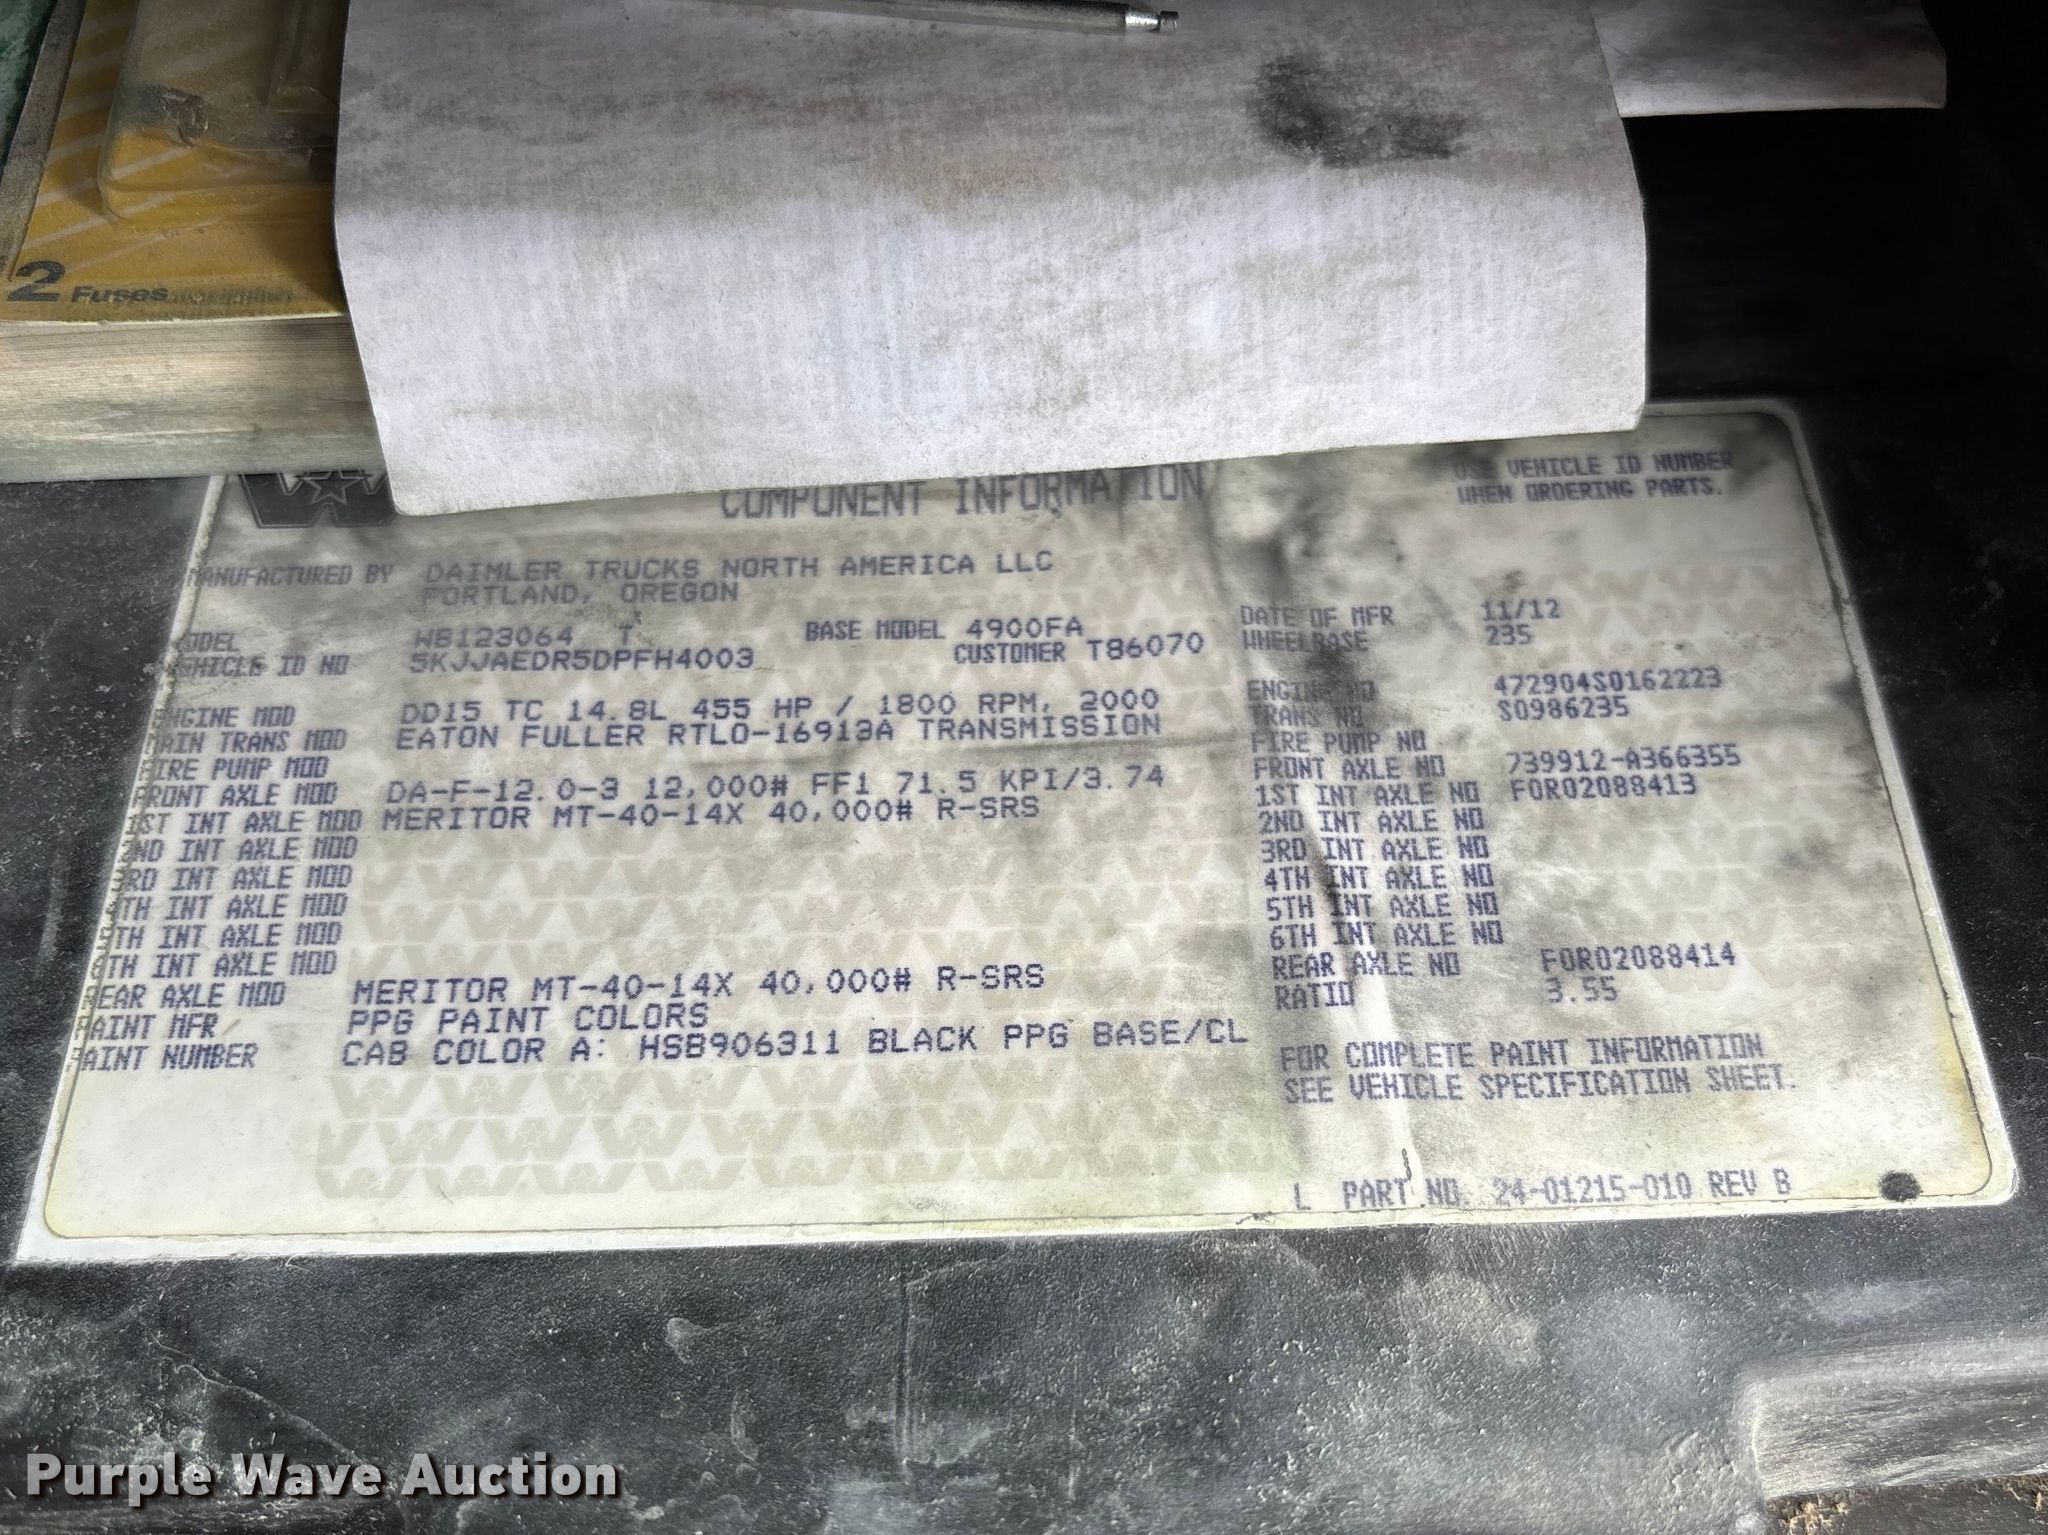 2 Fuses
COMPONENT INFORMATION
USE VEHICLE ID NUMBER
WHEN ORDERING PARTS.
MANUFACTURED BY DAIMLER TRUCKS NORTH AMERICA LLC
PORTLAND, OREGON
MODEL WB123064 T BASE MODEL 4900FA DATE OF MFR 11/12
VEHICLE ID NO 5KJJAEDR5DPFH4003 CUSTOMER T86070 WHEELBASE 235
ENGINE MOD DD15 TC 14.8L 455 HP / 1800 RPM, 2000 ENGINE NO 472904S0162223
MAIN TRANS MOD EATON FULLER RTLO-16913A TRANSMISSION TRANS NO S0986235
FIRE PUMP MOD FIRE PUMP NO
FRONT AXLE MOD DA-F-12.0-3 12,000# FF1 71.5 KPI/3.74 FRONT AXLE NO 739912-A366355
1ST INT AXLE MOD MERITOR MT-40-14X 40,000# R-SRS 1ST INT AXLE NO FOR02088413
2ND INT AXLE MOD 2ND INT AXLE NO
3RD INT AXLE MOD 3RD INT AXLE NO
4TH INT AXLE MOD 4TH INT AXLE NO
5TH INT AXLE MOD 5TH INT AXLE NO
6TH INT AXLE MOD 6TH INT AXLE NO
REAR AXLE MOD MERITOR MT-40-14X 40,000# R-SRS REAR AXLE NO FOR02088414
PAINT MFR PPG PAINT COLORS RATIO 3.55
PAINT NUMBER CAB COLOR A: HSB906311 BLACK PPG BASE/CL
FOR COMPLETE PAINT INFORMATION
SEE VEHICLE SPECIFICATION SHEET.
L PART NO. 24-01215-010 REV B
Purple Wave Auction